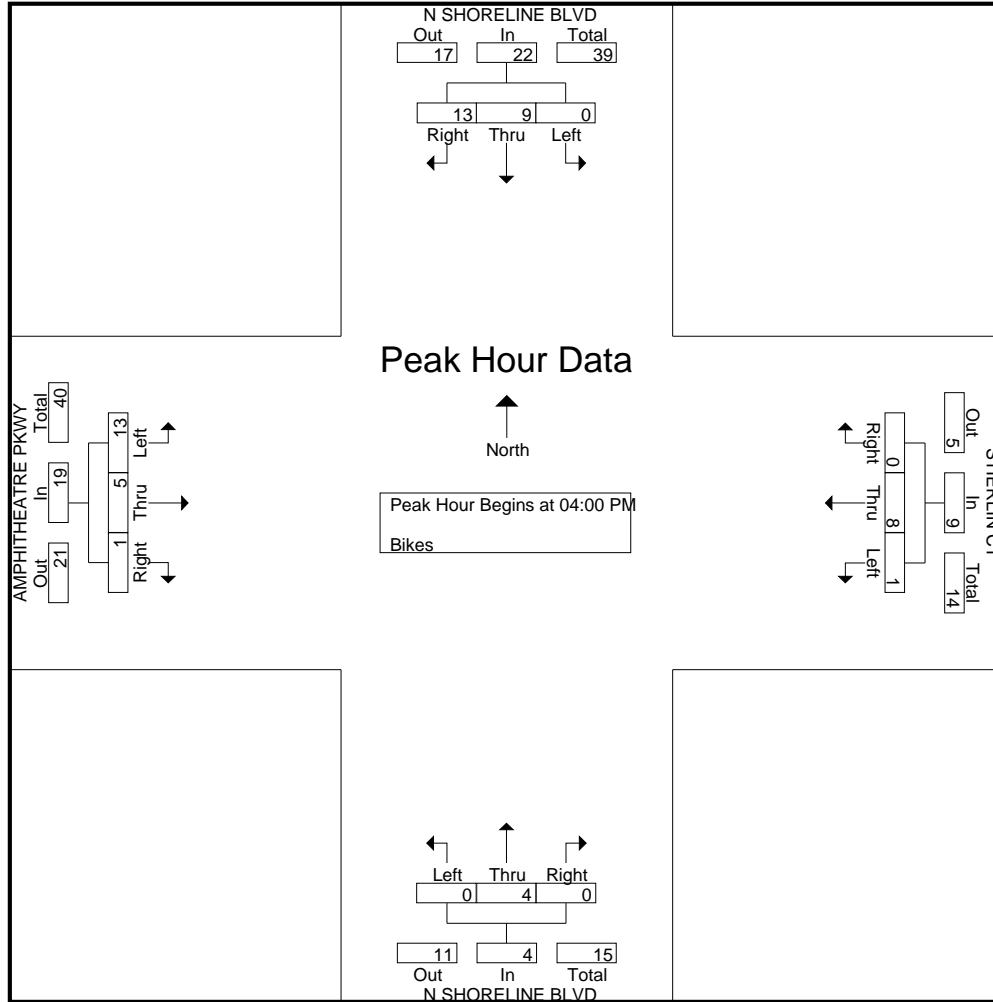 N SHORELINE BLVD
Out In Total
17 22 39
13 9 0
Right Thru Left
Peak Hour Data
North
Peak Hour Begins at 04:00 PM
Bikes
AMPHITHEATRE PKWY
Out In Total
21 19 40
1 5 13
Right Thru Left
Out In Total
5 9 14
0 8 1
Right Thru Left
Left Thru Right
0 4 0
11 4 15
Out In Total
N SHORELINE BLVD